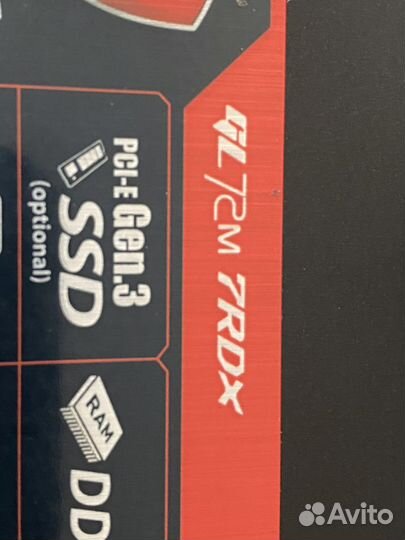 GL72M 7RDX
PCI-E Gen.3
SSD
(optional)
RAM
DD
Avito